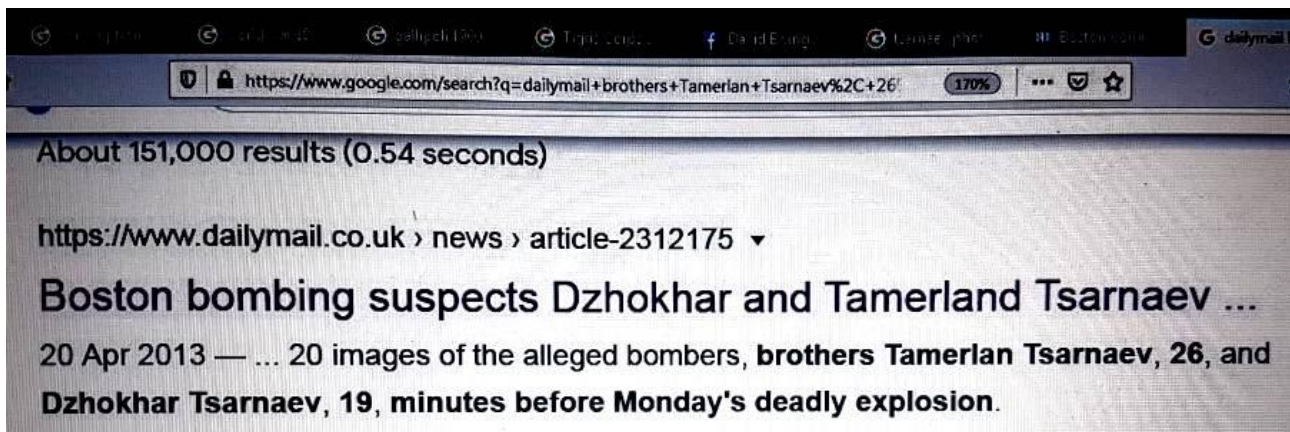 dailymail
https://www.google.com/search?q=dailymail+brothers+Tamerlan+Tsarnaev%2C+26
170%
About 151,000 results (0.54 seconds)
https://www.dailymail.co.uk › news › article-2312175
Boston bombing suspects Dzhokhar and Tamerland Tsarnaev ...
20 Apr 2013 — ... 20 images of the alleged bombers, brothers Tamerlan Tsarnaev, 26, and
Dzhokhar Tsarnaev, 19, minutes before Monday's deadly explosion.